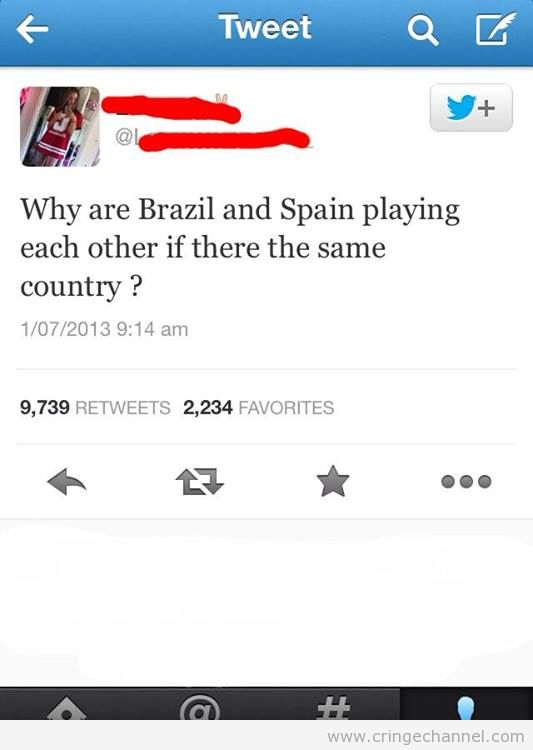 Tweet
@L
Why are Brazil and Spain playing
each other if there the same
country ?
1/07/2013 9:14 am
9,739 RETWEETS 2,234 FAVORITES
www.cringechannel.com